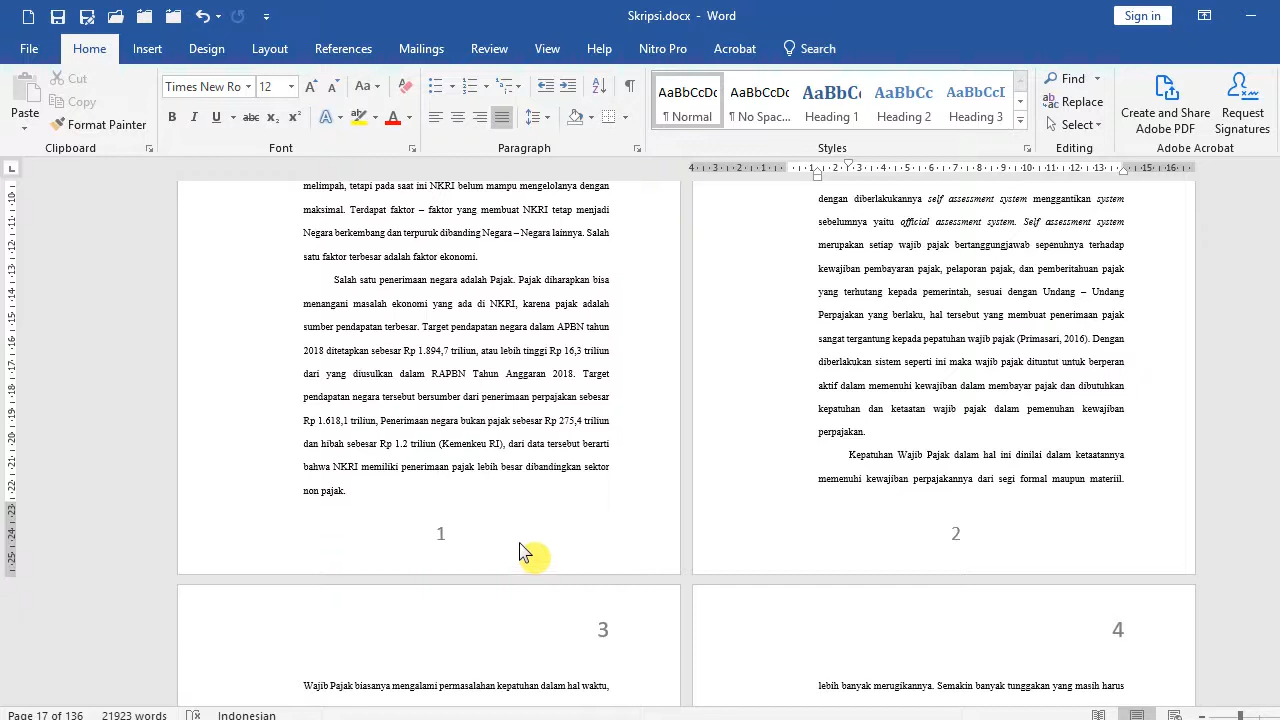 Skripsi.docx - Word
Sign in
File Home Insert Design Layout References Mailings Review View Help Nitro Pro Acrobat Search
Paste
Cut
Copy
Format Painter
Clipboard
Times New Ro 12
Font
Paragraph
AaBbCcDc ¶ Normal
AaBbCcDc ¶ No Spac...
AaBbCc Heading 1
AaBbCc Heading 2
AaBbCcD Heading 3
Styles
Find
Replace
Select
Editing
Create and Share Adobe PDF
Request Signatures
Adobe Acrobat
melimpah, tetapi pada saat ini NKRI belum mampu mengelolanya dengan
maksimal. Terdapat faktor – faktor yang membuat NKRI tetap menjadi
Negara berkembang dan terpuruk dibanding Negara – Negara lainnya. Salah
satu faktor terbesar adalah faktor ekonomi.
Salah satu penerimaan negara adalah Pajak. Pajak diharapkan bisa
menangani masalah ekonomi yang ada di NKRI, karena pajak adalah
sumber pendapatan terbesar. Target pendapatan negara dalam APBN tahun
2018 ditetapkan sebesar Rp 1.894,7 triliun, atau lebih tinggi Rp 16,3 triliun
dari yang diusulkan dalam RAPBN Tahun Anggaran 2018. Target
pendapatan negara tersebut bersumber dari penerimaan perpajakan sebesar
Rp 1.618,1 triliun, Penerimaan negara bukan pajak sebesar Rp 275,4 triliun
dan hibah sebesar Rp 1.2 triliun (Kemenkeu RI), dari data tersebut berarti
bahwa NKRI memiliki penerimaan pajak lebih besar dibandingkan sektor
non pajak.
1
dengan diberlakukannya self assessment system menggantikan system
sebelumnya yaitu official assessment system. Self assessment system
merupakan setiap wajib pajak bertanggungjawab sepenuhnya terhadap
kewajiban pembayaran pajak, pelaporan pajak, dan pemberitahuan pajak
yang terhutang kepada pemerintah, sesuai dengan Undang – Undang
Perpajakan yang berlaku, hal tersebut yang membuat penerimaan pajak
sangat tergantung kepada pepatuhan wajib pajak (Primasari, 2016). Dengan
diberlakukan sistem seperti ini maka wajib pajak dituntut untuk berperan
aktif dalam memenuhi kewajiban dalam membayar pajak dan dibutuhkan
kepatuhan dan ketaatan wajib pajak dalam pemenuhan kewajiban
perpajakan.
Kepatuhan Wajib Pajak dalam hal ini dinilai dalam ketaatannya
memenuhi kewajiban perpajakannya dari segi formal maupun materiil.
2
3
Wajib Pajak biasanya mengalami permasalahan kepatuhan dalam hal waktu,
4
lebih banyak merugikannya. Semakin banyak tunggakan yang masih harus
Page 17 of 136 21923 words Indonesian